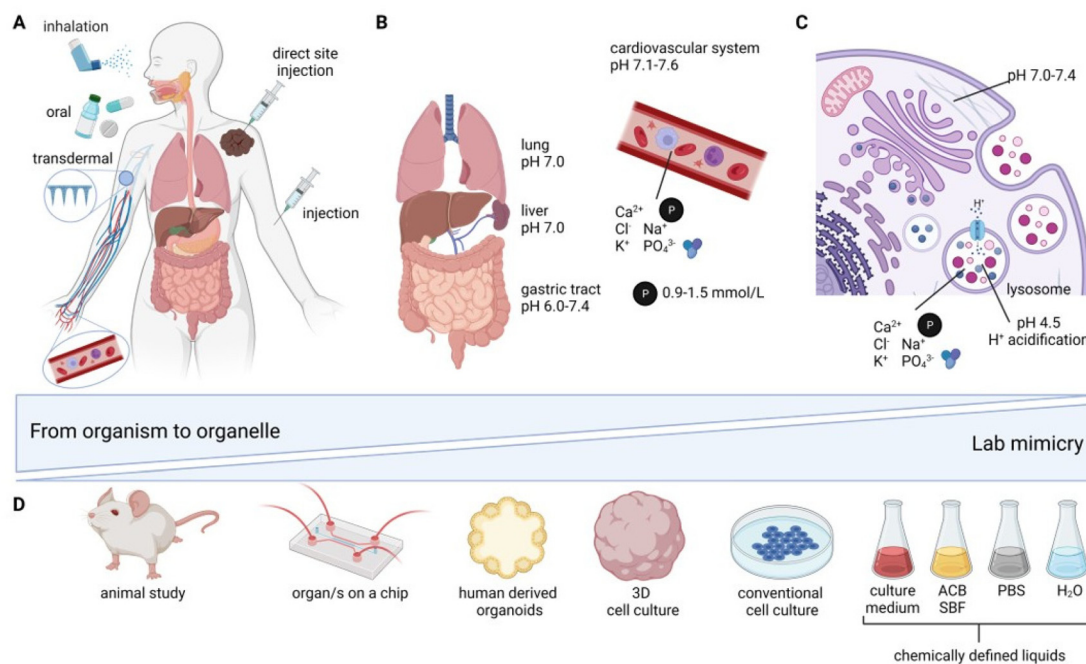 A
inhalation
oral
transdermal
direct site
injection
injection
B
cardiovascular system
pH 7.1-7.6
lung
pH 7.0
liver
pH 7.0
gastric tract
pH 6.0-7.4
Ca²⁺ P
Cl⁻ Na⁺
K⁺ PO₄³⁻
P 0.9-1.5 mmol/L
C
pH 7.0-7.4
H⁺
lysosome
pH 4.5
H⁺ acidification
Ca²⁺ P
Cl⁻ Na⁺
K⁺ PO₄³⁻
From organism to organelle
Lab mimicry
D
animal study
organ/s on a chip
human derived
organoids
3D
cell culture
conventional
cell culture
culture
medium
ACB
SBF
PBS
H₂O
chemically defined liquids